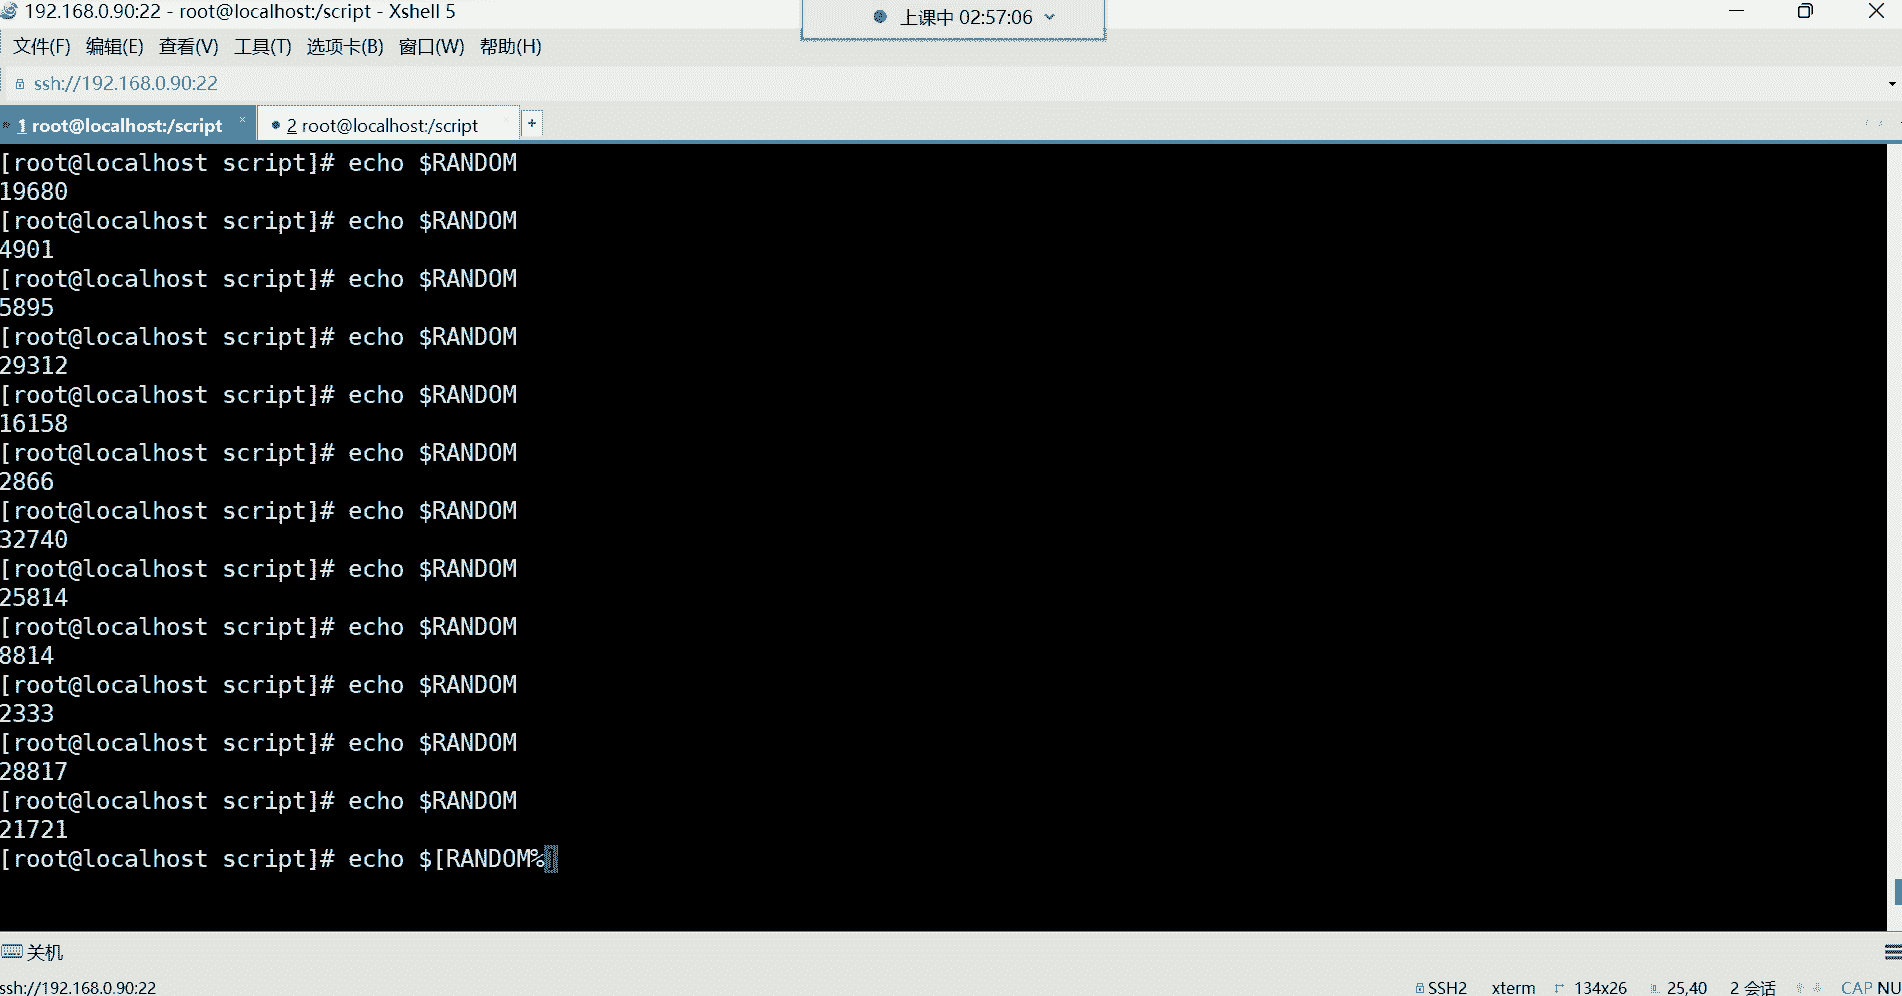 192.168.0.90:22 - root@localhost:/script - Xshell 5
上课中 02:57:06
文件(F) 编辑(E) 查看(V) 工具(T) 选项卡(B) 窗口(W) 帮助(H)
ssh://192.168.0.90:22
1 root@localhost:/script × 2 root@localhost:/script +
[root@localhost script]# echo $RANDOM
19680
[root@localhost script]# echo $RANDOM
4901
[root@localhost script]# echo $RANDOM
5895
[root@localhost script]# echo $RANDOM
29312
[root@localhost script]# echo $RANDOM
16158
[root@localhost script]# echo $RANDOM
2866
[root@localhost script]# echo $RANDOM
32740
[root@localhost script]# echo $RANDOM
25814
[root@localhost script]# echo $RANDOM
8814
[root@localhost script]# echo $RANDOM
2333
[root@localhost script]# echo $RANDOM
28817
[root@localhost script]# echo $RANDOM
21721
[root@localhost script]# echo $[RANDOM%
关机
ssh://192.168.0.90:22 SSH2 xterm 134x26 25,40 2 会话 CAP NU